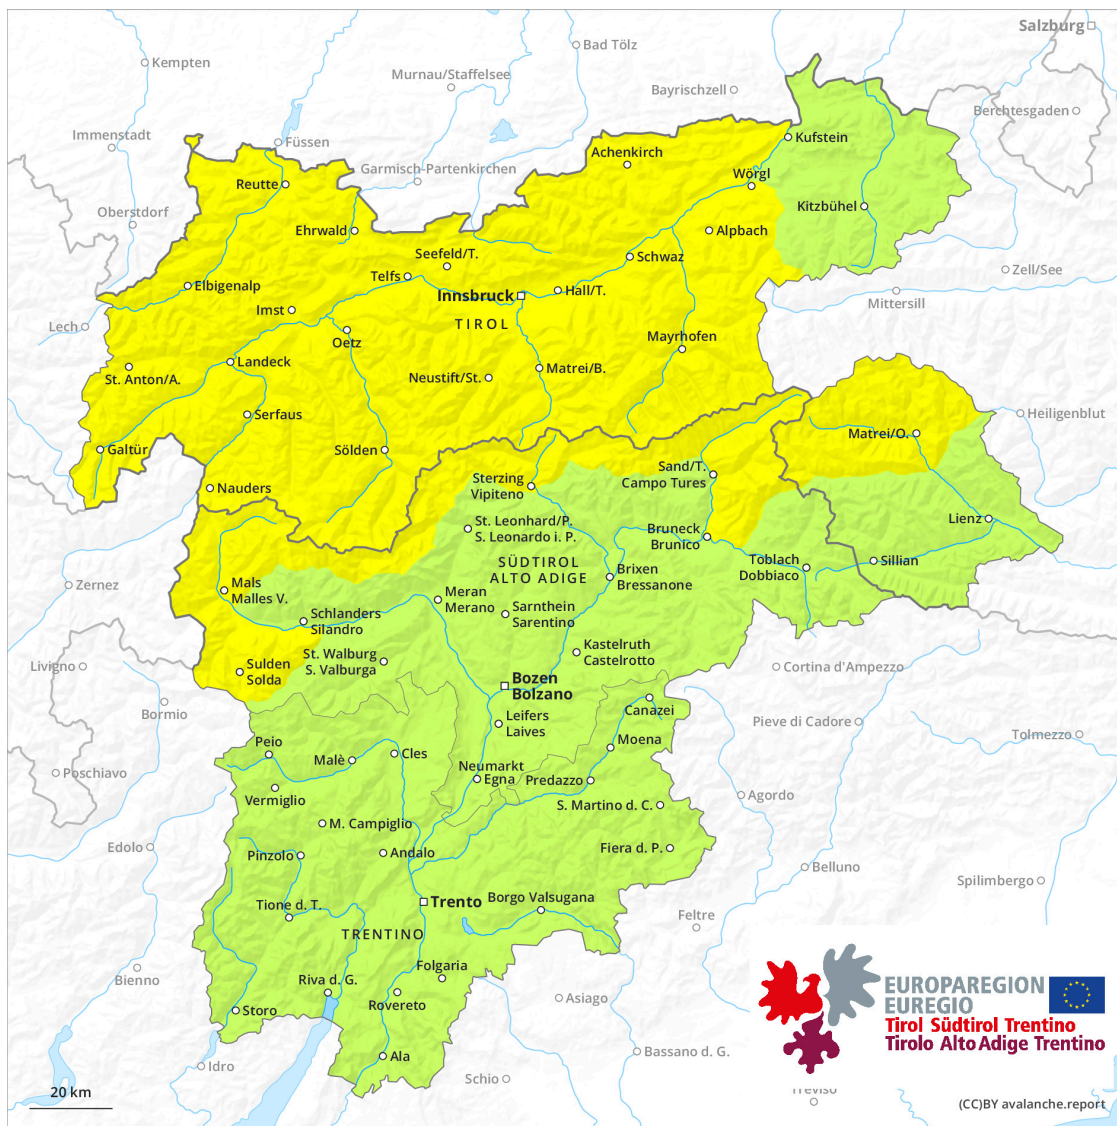 Salzburg
Bad Tölz
Kempten
Murnau/Staffelsee
Bayrischzell
Berchtesgaden
Immenstadt
Füssen
Kufstein
Achenkirch
Garmisch-Partenkirchen
Wörgl
Reutte
Kitzbühel
Oberstdorf
Ehrwald
Alpbach
Seefeld/T.
Schwaz
Zell/See
Telfs
Elbigenalp
Hall/T.
Innsbruck
Mittersill
Imst
TIROL
Lech
Oetz
Mayrhofen
Landeck
Matrei/B.
St. Anton/A.
Neustift/St.
Serfaus
Heiligenblut
Matrei/O.
Galtür
Sölden
Sand/T.
Campo Tures
Sterzing
Vipiteno
Nauders
St. Leonhard/P.
S. Leonardo i. P.
Lienz
Bruneck
Brunico
SÜDTIROL
ALTO ADIGE
Toblach
Dobbiaco
Sillian
Brixen
Bressanone
Zernez
Mals
Malles V.
Meran
Merano
Schlanders
Silandro
Sarnthein
Sarentino
Kastelruth
Castelrotto
St. Walburg
S. Valburga
Livigno
Sulden
Solda
Cortina d'Ampezzo
Bozen
Bolzano
Canazei
Bormio
Leifers
Laives
Pieve di Cadore
Tolmezzo
Peio
Moena
Cles
Malè
Poschiavo
Neumarkt
Egna
Predazzo
Vermiglio
Agordo
S. Martino d. C.
M. Campiglio
Edolo
Pinzolo
Andalo
Fiera d. P.
Belluno
Spilimbergo
Trento
Borgo Valsugana
Tione d. T.
Feltre
TRENTINO
Folgaria
Bienno
Riva d. G.
Rovereto
Asiago
Storo
EUROPAREGION
EUREGIO
Tirol Südtirol Trentino
Tirolo Alto Adige Trentino
Ala
Bassano d. G.
Idro
Schio
Treviso
20 km
(CC)BY avalanche.report